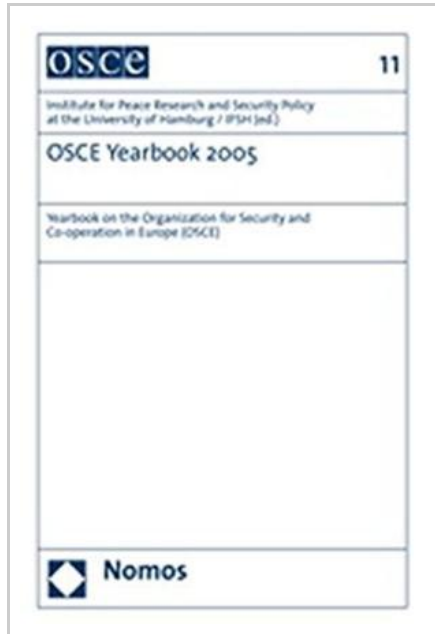 osce
11
Institute for Peace Research and Security Policy
at the University of Hamburg / IFSH (ed.)
OSCE Yearbook 2005
Yearbook on the Organization for Security and
Co-operation in Europe (OSCE)
Nomos